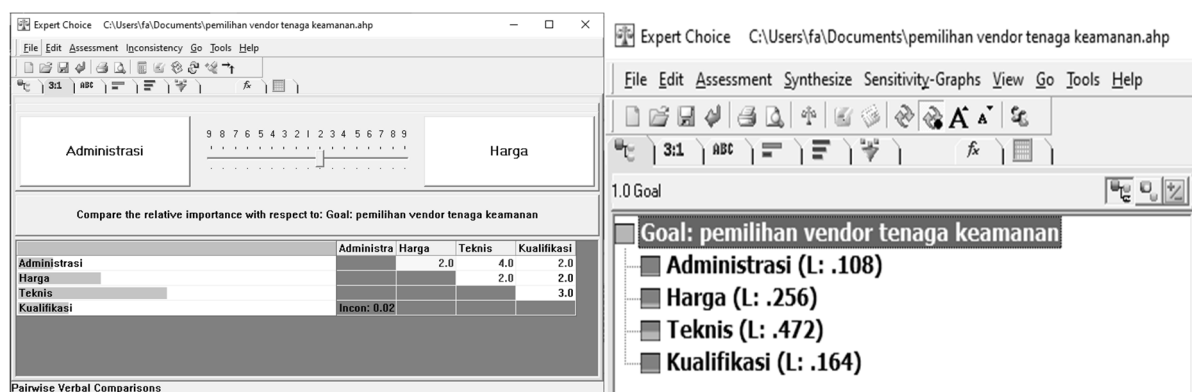 Expert Choice C:\Users\fa\Documents\pemilihan vendor tenaga keamanan.ahp
File Edit Assessment Inconsistency Go Tools Help
3:1 ABC fx
9 8 7 6 5 4 3 2 1 2 3 4 5 6 7 8 9
Administrasi Harga
Compare the relative importance with respect to: Goal: pemilihan vendor tenaga keamanan
Administra Harga Teknis Kualifikasi
Administrasi 2.0 4.0 2.0
Harga 2.0 2.0
Teknis 3.0
Kualifikasi Incon: 0.02
Pairwise Verbal Comparisons
Expert Choice C:\Users\fa\Documents\pemilihan vendor tenaga keamanan.ahp
File Edit Assessment Synthesize Sensitivity-Graphs View Go Tools Help
A A
3:1 ABC fx
1.0 Goal
Goal: pemilihan vendor tenaga keamanan
Administrasi (L: .108)
Harga (L: .256)
Teknis (L: .472)
Kualifikasi (L: .164)